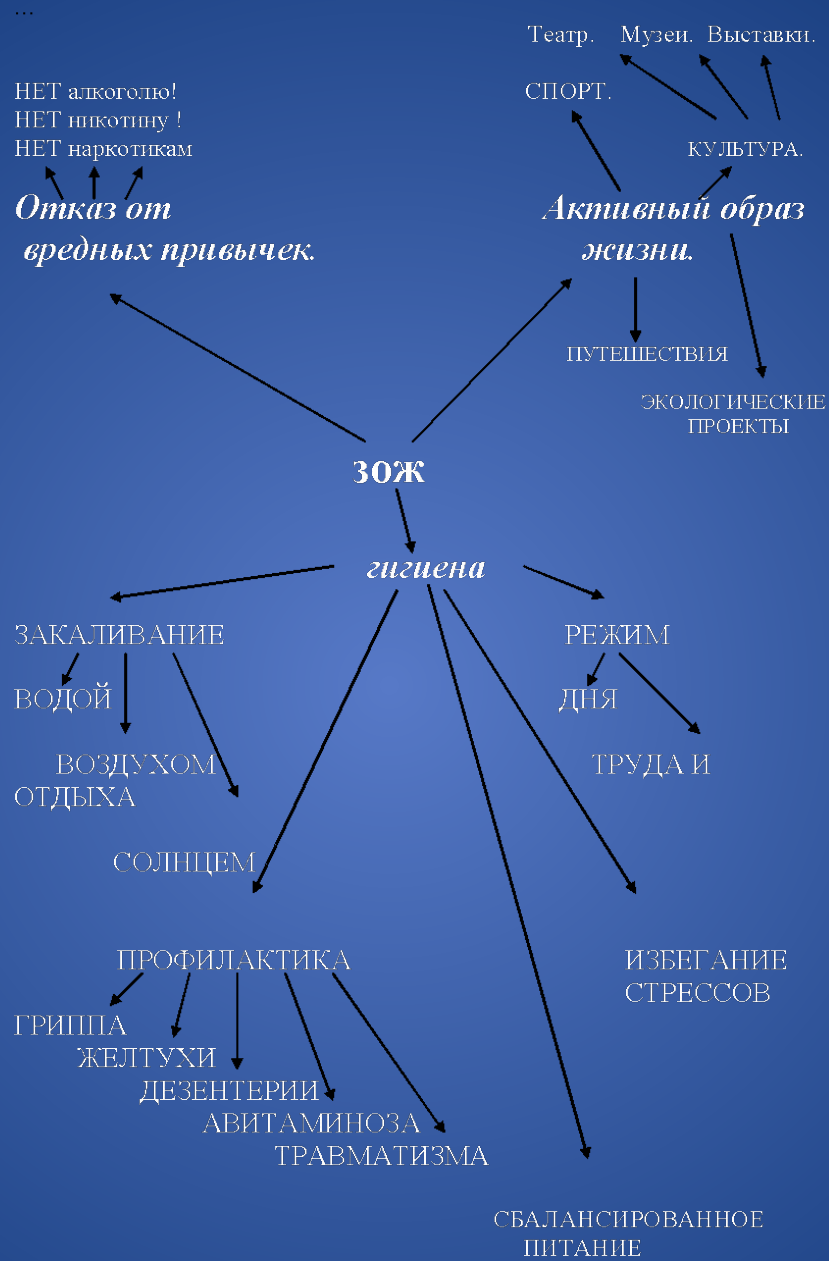 ...
Театр. Музеи. Выставки.
НЕТ алкоголю!
СПОРТ.
НЕТ никотину !
НЕТ наркотикам
КУЛЬТУРА.
Отказ от
вредных привычек.
Активный образ
жизни.
ПУТЕШЕСТВИЯ
ЭКОЛОГИЧЕСКИЕ
ПРОЕКТЫ
ЗОЖ
гигиена
ЗАКАЛИВАНИЕ
РЕЖИМ
ВОДОЙ
ДНЯ
ВОЗДУХОМ
ТРУДА И
ОТДЫХА
СОЛНЦЕМ
ПРОФИЛАКТИКА
ИЗБЕГАНИЕ
СТРЕССОВ
ГРИППА
ЖЕЛТУХИ
ДЕЗЕНТЕРИИ
АВИТАМИНОЗА
ТРАВМАТИЗМА
СБАЛАНСИРОВАННОЕ
ПИТАНИЕ